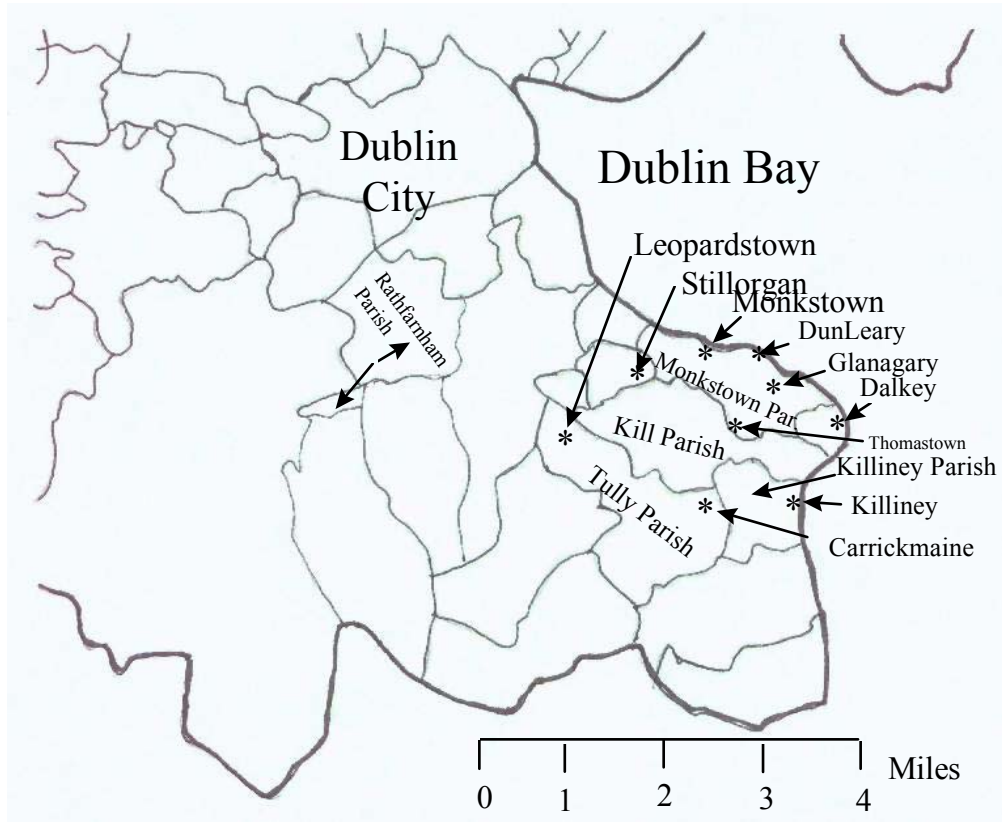 Dublin
City
Dublin Bay
Leopardstown
Stillorgan
Monkstown
DunLeary
Glanagary
Dalkey
Rathfarnham
Parish
Monkstown Par
Thomastown
Kill Parish
Killiney Parish
Tully Parish
Killiney
Carrickmaine
Miles
0 1 2 3 4